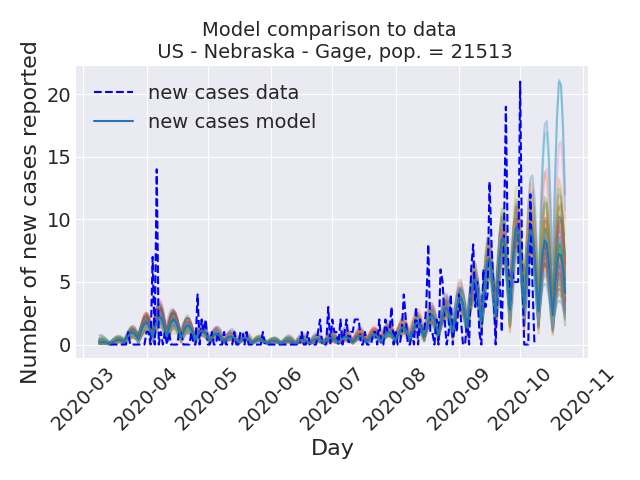 Model comparison to data
US - Nebraska - Gage, pop. = 21513
Number of new cases reported
20
15
10
5
0
new cases data
new cases model
2020-03
2020-04
2020-05
2020-06
2020-07
2020-08
2020-09
2020-10
2020-11
Day